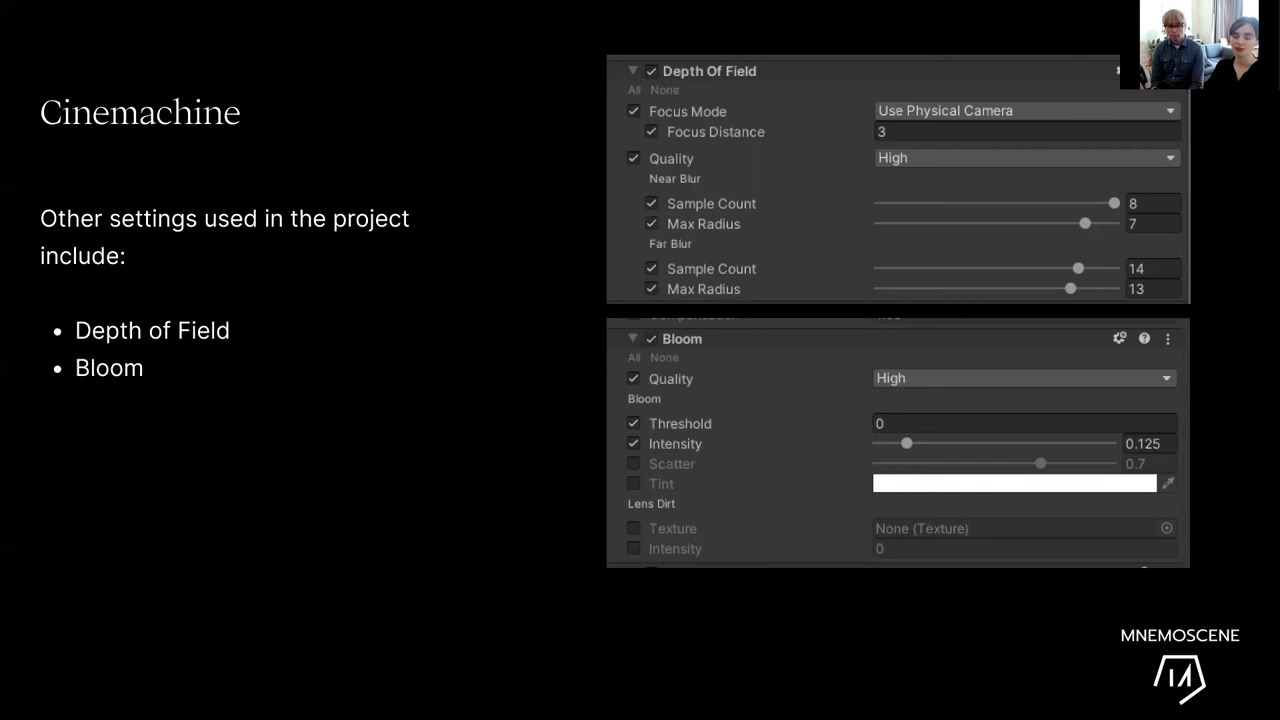 Cinemachine
Other settings used in the project
include:
• Depth of Field
• Bloom
Depth Of Field
All None
Focus Mode Use Physical Camera
Focus Distance 3
Quality High
Near Blur
Sample Count 8
Max Radius 7
Far Blur
Sample Count 14
Max Radius 13
Bloom
All None
Quality High
Bloom
Threshold 0
Intensity 0.125
Scatter 0.7
Tint
Lens Dirt
Texture None (Texture)
Intensity 0
MNEMOSCENE